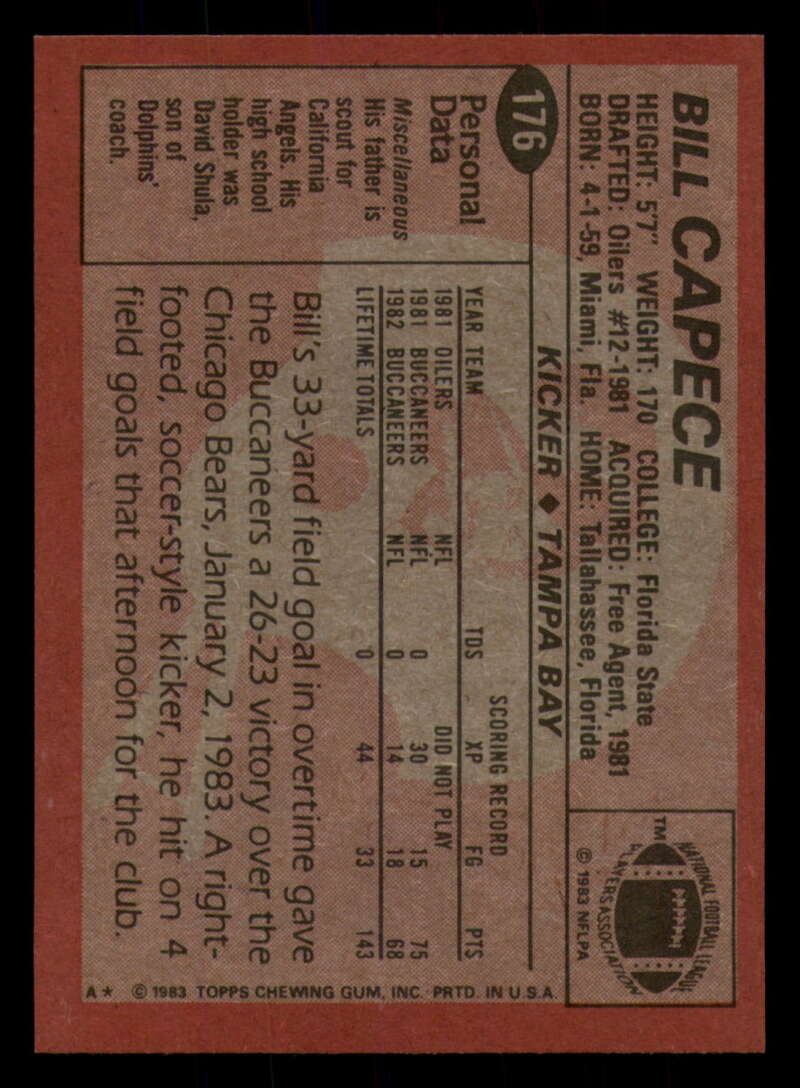 BILL CAPECE
HEIGHT: 5'7" WEIGHT: 170 COLLEGE: Florida State
DRAFTED: Oilers #12-1981 ACQUIRED: Free Agent, 1981
BORN: 4-1-59, Miami, Fla. HOME: Tallahassee, Florida
TM
NATIONAL FOOTBALL LEAGUE
PLAYERS ASSOCIATION
© 1983 NFLPA
176
KICKER ♦ TAMPA BAY
Personal
Data
Miscellaneous
His father is
scout for
California
Angels. His
high school
holder was
David Shula,
son of
Dolphins'
coach.
SCORING RECORD
YEAR TEAM TDS XP FG PTS
1981 OILERS NFL DID NOT PLAY
1981 BUCCANEERS NFL 0 30 15 75
1982 BUCCANEERS NFL 0 14 18 68
LIFETIME TOTALS 0 44 33 143
Bill's 33-yard field goal in overtime gave
the Buccaneers a 26-23 victory over the
Chicago Bears, January 2, 1983. A right-
footed, soccer-style kicker, he hit on 4
field goals that afternoon for the club.
A★ © 1983 TOPPS CHEWING GUM, INC. PRTD. IN U.S.A.